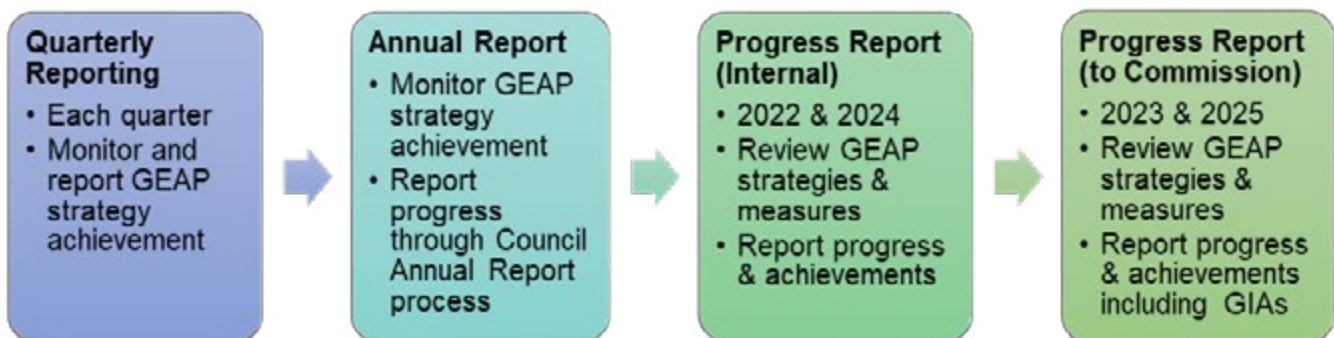 Quarterly
Reporting
• Each quarter
• Monitor and
report GEAP
strategy
achievement
Annual Report
• Monitor GEAP
strategy
achievement
• Report
progress
through Council
Annual Report
process
Progress Report
(Internal)
• 2022 & 2024
• Review GEAP
strategies &
measures
• Report progress
& achievements
Progress Report
(to Commission)
• 2023 & 2025
• Review GEAP
strategies &
measures
• Report progress
& achievements
including GIAs